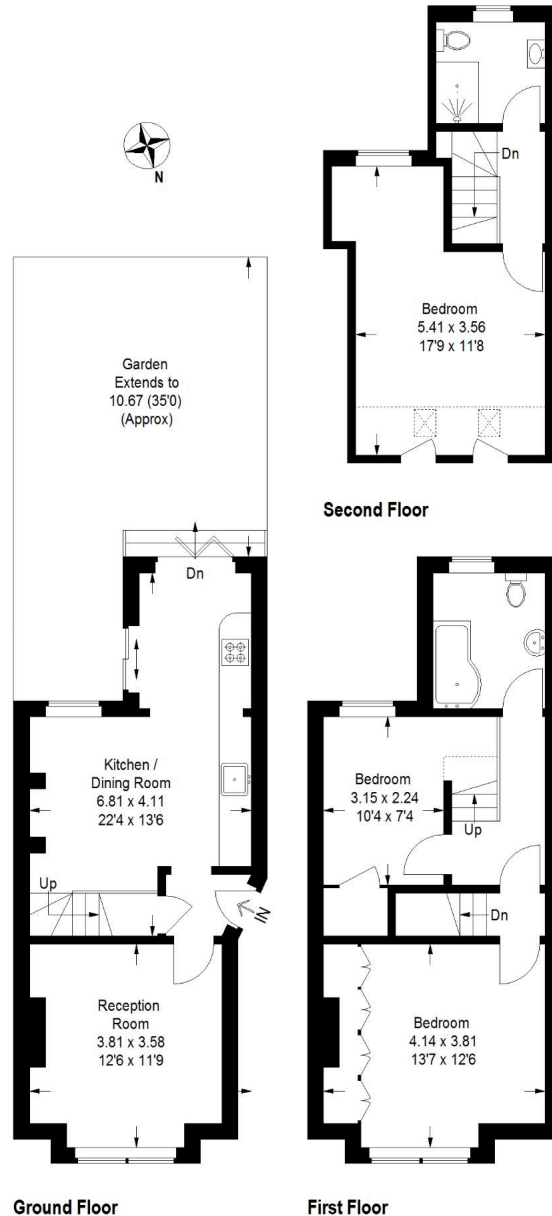 N
Garden
Extends to
10.67 (35'0)
(Approx)
Dn
Kitchen /
Dining Room
6.81 x 4.11
22'4 x 13'6
Up
IN
Reception
Room
3.81 x 3.58
12'6 x 11'9
Ground Floor
Dn
Bedroom
5.41 x 3.56
17'9 x 11'8
Second Floor
Bedroom
3.15 x 2.24
10'4 x 7'4
Up
Dn
Bedroom
4.14 x 3.81
13'7 x 12'6
First Floor